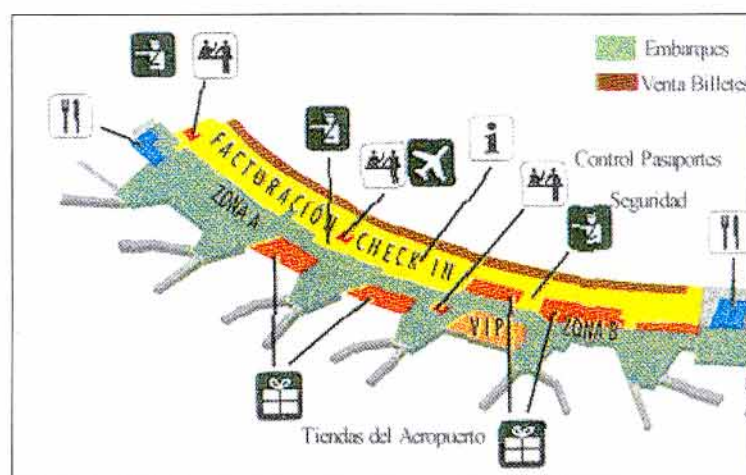 Embarques
Venta Billetes
i
Control Pasaportes
Seguridad
FACTURACIÓN CHECK IN
ZONA A
VIP
ZONA B
Tiendas del Aeropuerto